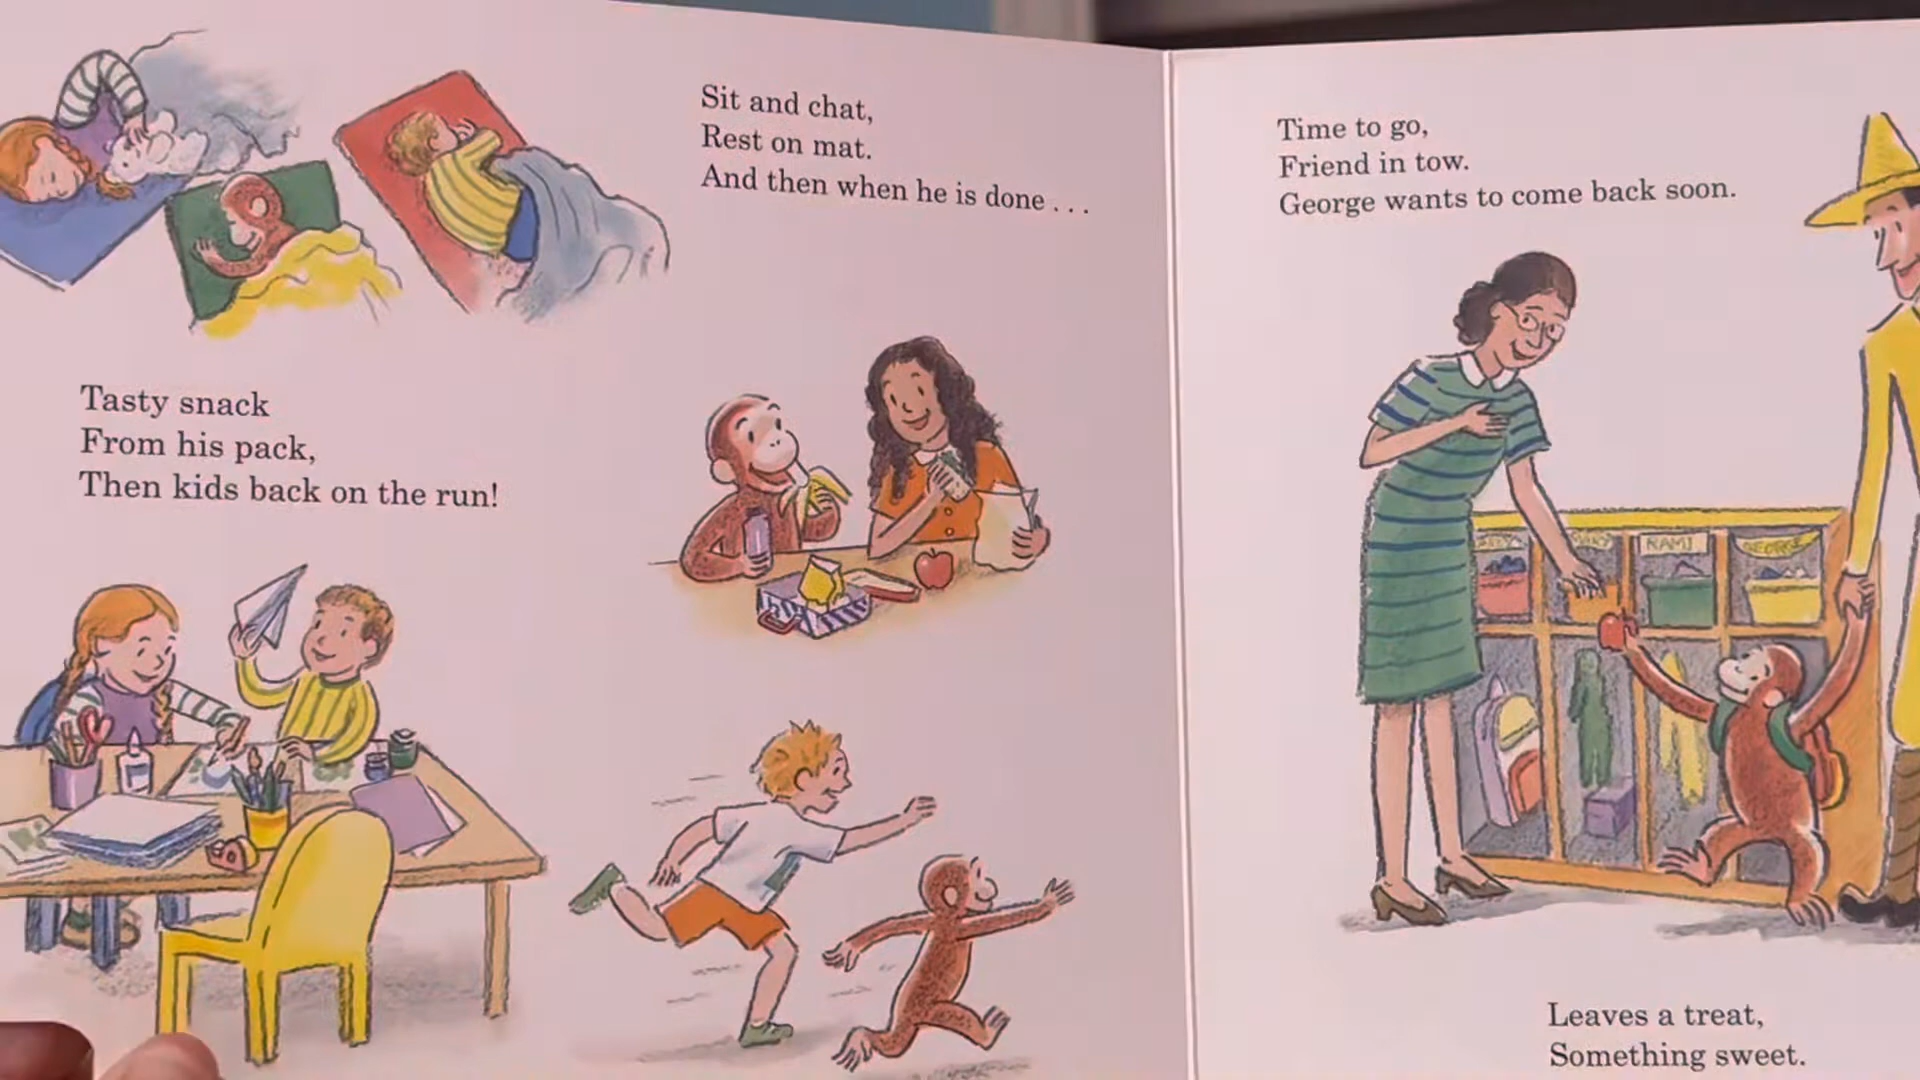 Sit and chat,
Rest on mat.
And then when he is done . . .
Tasty snack
From his pack,
Then kids back on the run!
Time to go,
Friend in tow.
George wants to come back soon.
RAMI
GEORGE
Leaves a treat,
Something sweet.